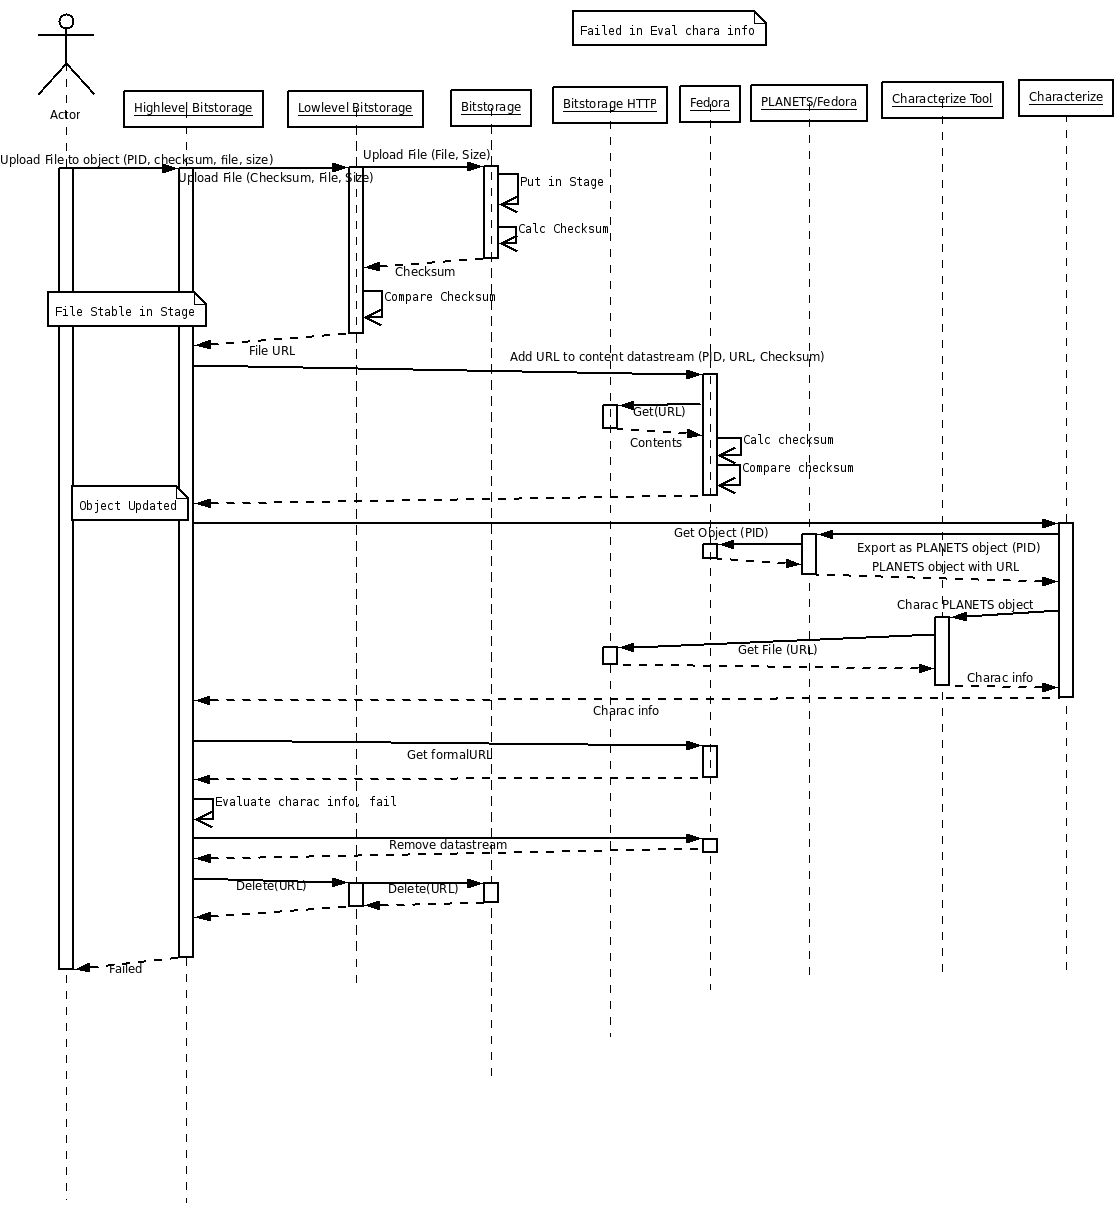 Failed in Eval chara info
Actor
Highlevel Bitstorage
Lowlevel Bitstorage
Bitstorage
Bitstorage HTTP
Fedora
PLANETS/Fedora
Characterize Tool
Characterize
Upload File to object (PID, checksum, file, size)
Upload File (Checksum, File, Size)
Upload File (File, Size)
Put in Stage
Calc Checksum
Checksum
Compare Checksum
File Stable in Stage
File URL
Add URL to content datastream (PID, URL, Checksum)
Get(URL)
Contents
Calc checksum
Compare checksum
Object Updated
Get Object (PID)
Export as PLANETS object (PID)
PLANETS object with URL
Charac PLANETS object
Get File (URL)
Charac info
Charac info
Get formalURL
Evaluate charac info, fail
Remove datastream
Delete(URL)
Delete(URL)
Failed